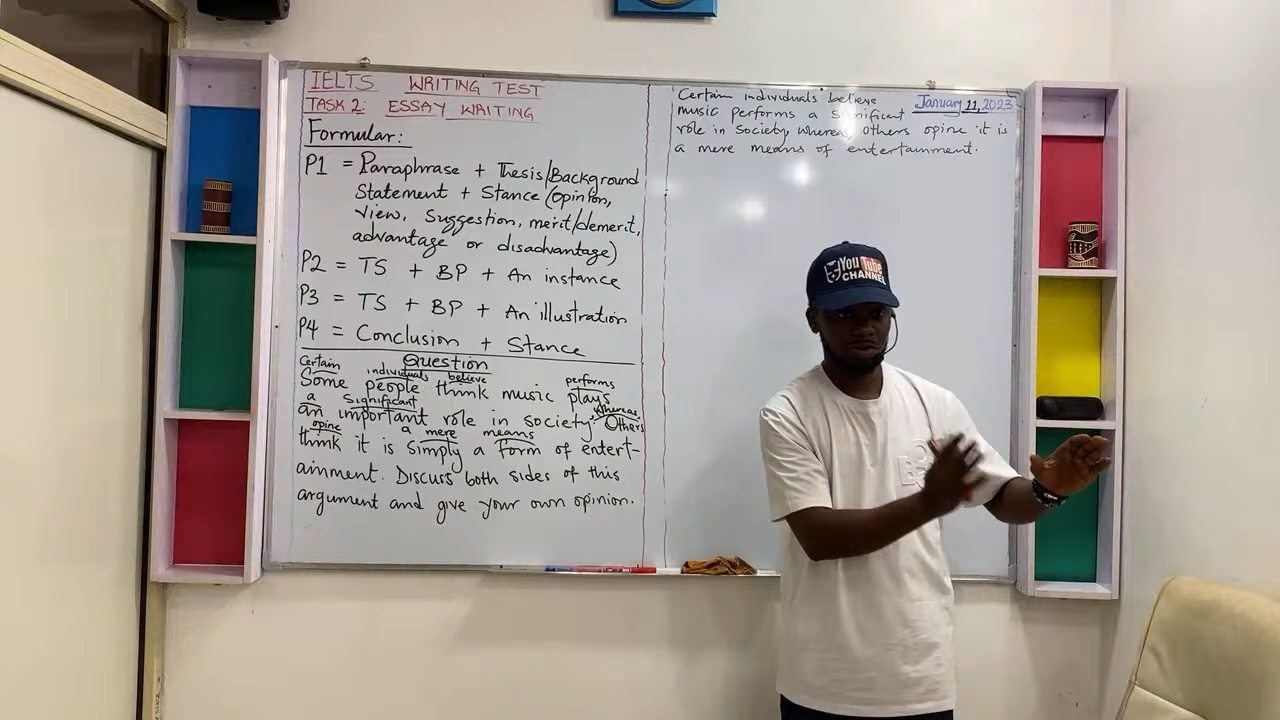 IELTS WRITING TEST
TASK 2: ESSAY WRITING
Formular:
P1 = Paraphrase + Thesis/Background
Statement + Stance (opinion,
view, suggestion, merit/demerit,
advantage or disadvantage)
P2 = TS + BP + An instance
P3 = TS + BP + An illustration
P4 = Conclusion + Stance
Question
Certain individuals believe performs
Some people think music plays
a significant whereas
an important role in society. Others
opine a mere means
think it is simply a form of entert-
ainment. Discuss both sides of this
argument and give your own opinion.
January 11, 2023
Certain individuals believe
music performs a significant
role in society whereas others opine it is
a mere means of entertainment.
YouTube
CHANNEL